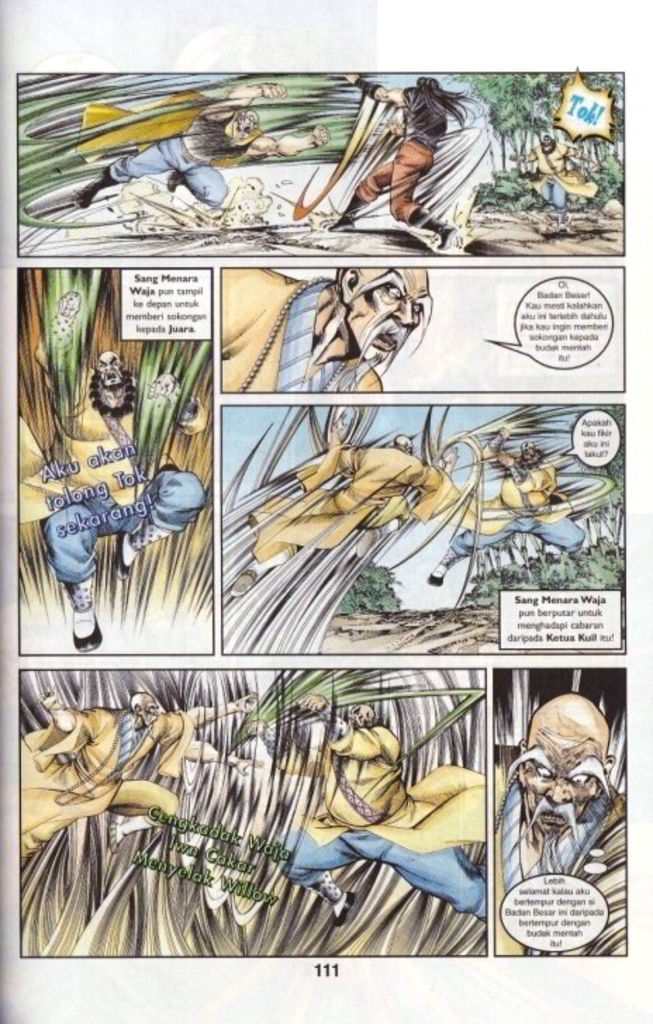 Tok!
Sang Menara
Waja pun tampil
ke depan untuk
memberi sokongan
kepada Juara.
Aku akan
tolong Tok
sekarang!
Oi,
Badan Besar!
Kau mesti kalahkan
aku ini terlebih dahulu
jika kau ingin memberi
sokongan kepada
budak mentah
itu!
Apakah
kau fikir
aku ini
takut?
Sang Menara Waja
pun berputar untuk
menghadapi cabaran
daripada Ketua Kuil itu!
Cengkadak Waja
Jwe Cakar
Menyelak Willow
Lebih
selamat kalau aku
bertempur dengan si
Badan Besar ini daripada
bertempur dengan
budak mentah
itu!
111